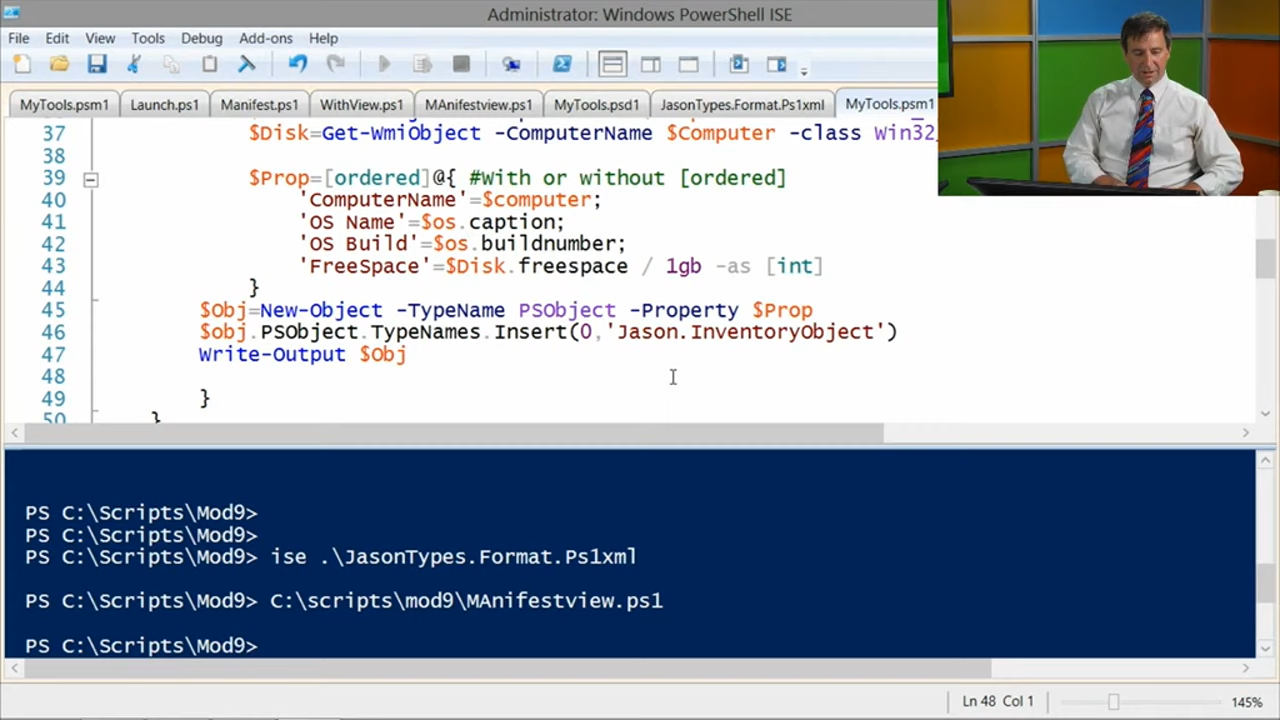 Administrator: Windows PowerShell ISE
File Edit View Tools Debug Add-ons Help
MyTools.psm1 Launch.ps1 Manifest.ps1 WithView.ps1 MAnifestview.ps1 MyTools.psd1 JasonTypes.Format.Ps1xml MyTools.psm1
37 $Disk=Get-WmiObject -ComputerName $Computer -class Win32_
38
39 $Prop=[ordered]@{ #With or without [ordered]
40 'ComputerName'=$computer;
41 'OS Name'=$os.caption;
42 'OS Build'=$os.buildnumber;
43 'FreeSpace'=$Disk.freespace / 1gb -as [int]
44 }
45 $Obj=New-Object -TypeName PSObject -Property $Prop
46 $obj.PSObject.TypeNames.Insert(0,'Jason.InventoryObject')
47 Write-Output $Obj
48
49 }
50 }
PS C:\Scripts\Mod9>
PS C:\Scripts\Mod9>
PS C:\Scripts\Mod9> ise .\JasonTypes.Format.Ps1xml
PS C:\Scripts\Mod9> C:\scripts\mod9\MAnifestview.ps1
PS C:\Scripts\Mod9>
Ln 48 Col 1 145%